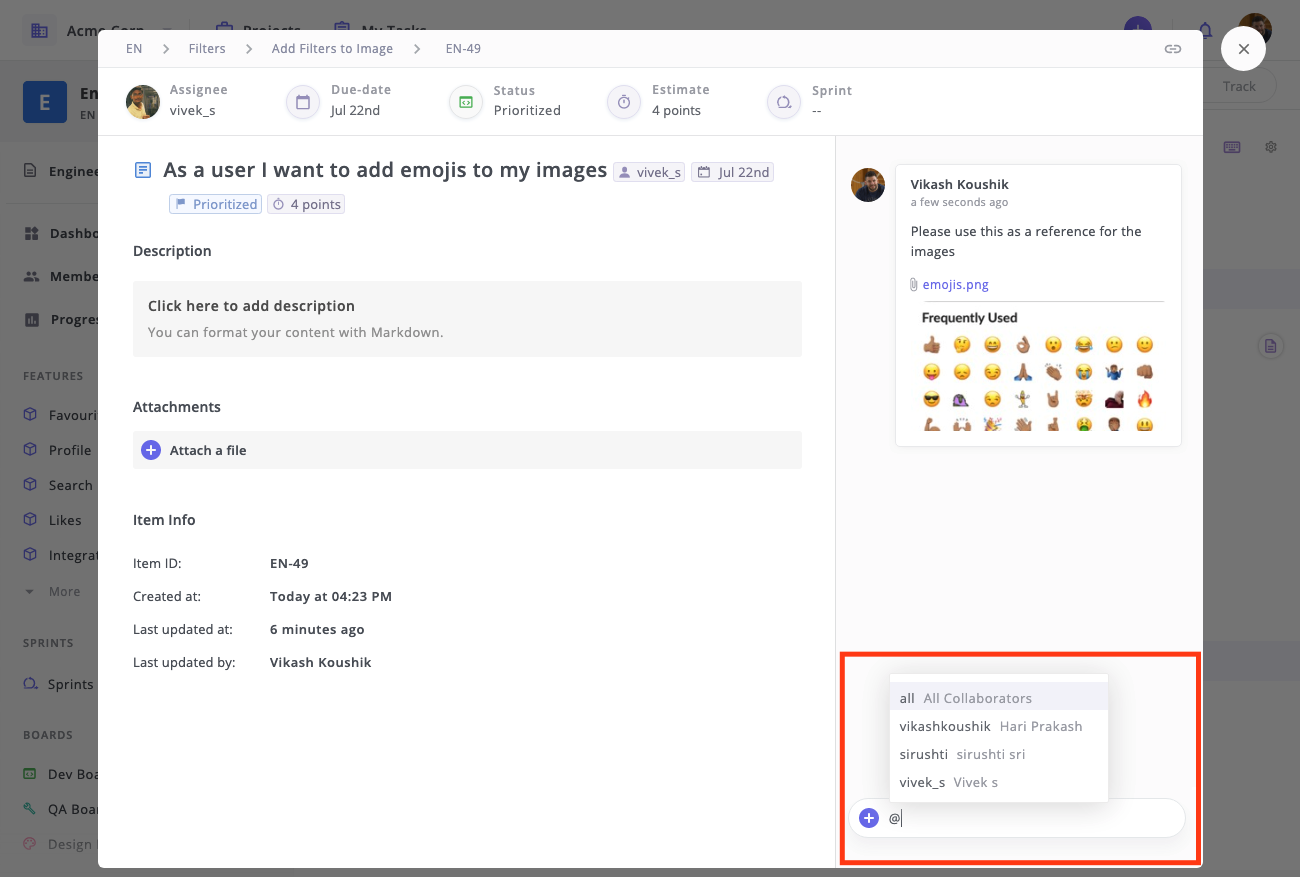 Acme Corp
Projects
My Tasks
EN
Filters
Add Filters to Image
EN-49
E
En
EN
Track
Assignee
vivek_s
Due-date
Jul 22nd
Status
Prioritized
Estimate
4 points
Sprint
--
Enginee
Dashbo
Membe
Progres
FEATURES
Favouri
Profile
Search
Likes
Integrat
More
SPRINTS
Sprints
BOARDS
Dev Boa
QA Boar
Design
As a user I want to add emojis to my images vivek_s Jul 22nd
Prioritized 4 points
Description
Click here to add description
You can format your content with Markdown.
Attachments
Attach a file
Item Info
Item ID: EN-49
Created at: Today at 04:23 PM
Last updated at: 6 minutes ago
Last updated by: Vikash Koushik
Vikash Koushik
a few seconds ago
Please use this as a reference for the
images
emojis.png
Frequently Used
all All Collaborators
vikashkoushik Hari Prakash
sirushti sirushti sri
vivek_s Vivek s
@